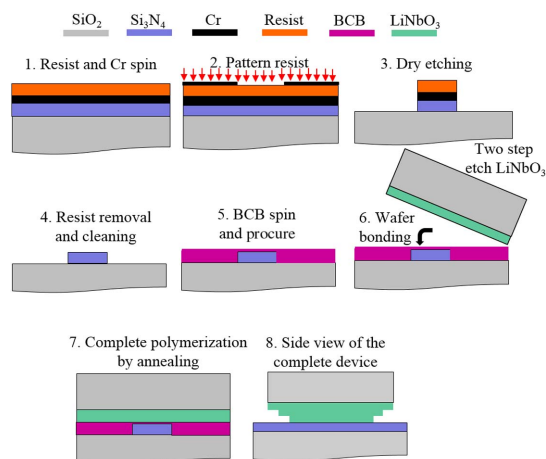 SiO2 Si3N4 Cr Resist BCB LiNbO3
1. Resist and Cr spin
2. Pattern resist
3. Dry etching
Two step
etch LiNbO3
4. Resist removal
and cleaning
5. BCB spin
and procure
6. Wafer
bonding
7. Complete polymerization
by annealing
8. Side view of the
complete device